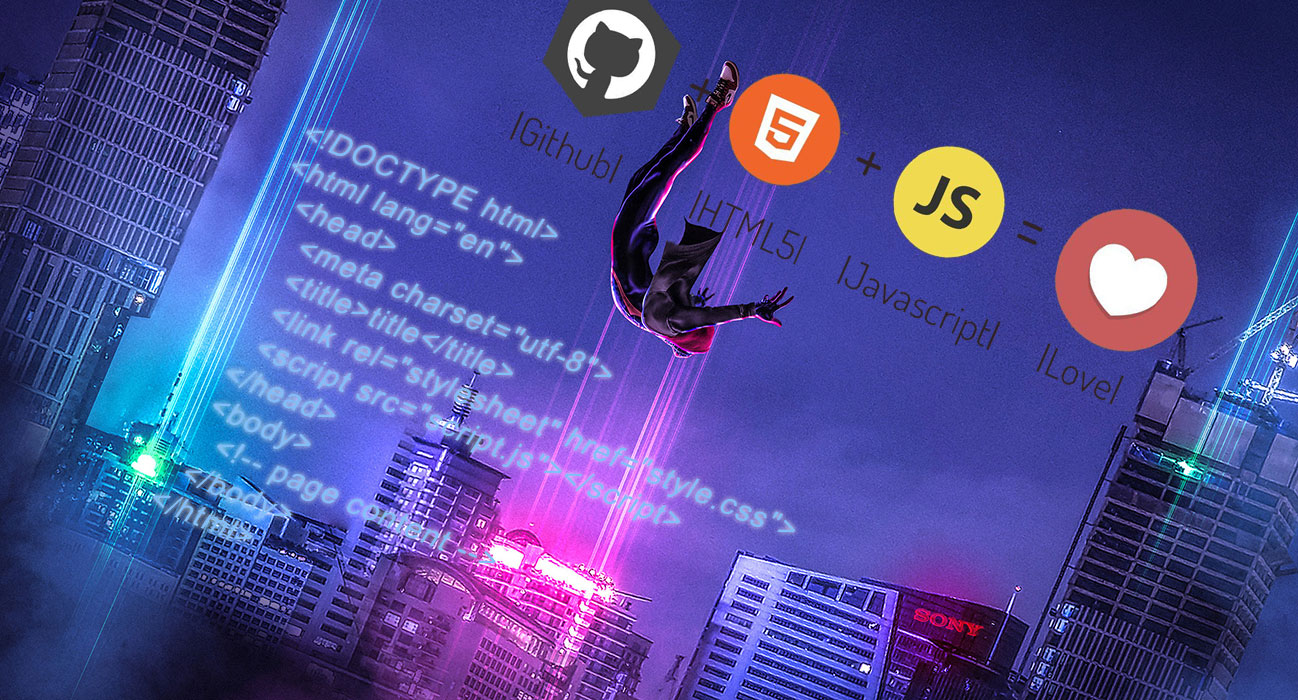 +
+
=
JS
|Github|
|HTML5|
|Javascript|
|Love|
<!DOCTYPE html>
<html lang="en">
<head>
<meta charset="utf-8">
<title>title</title>
<link rel="stylesheet" href="style.css">
<script src="script.js"></script>
</head>
<body>
<!-- page content -->
</body>
</html>
SONY